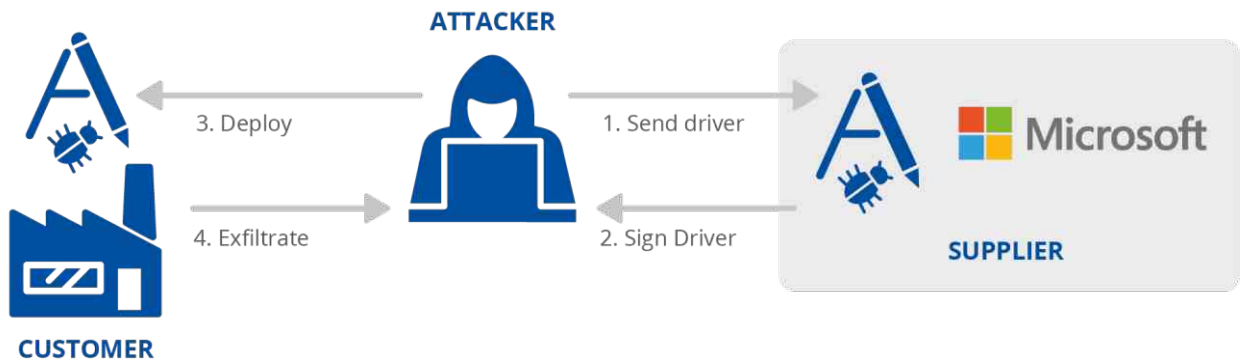 ATTACKER
3. Deploy
1. Send driver
Microsoft
4. Exfiltrate
2. Sign Driver
SUPPLIER
CUSTOMER